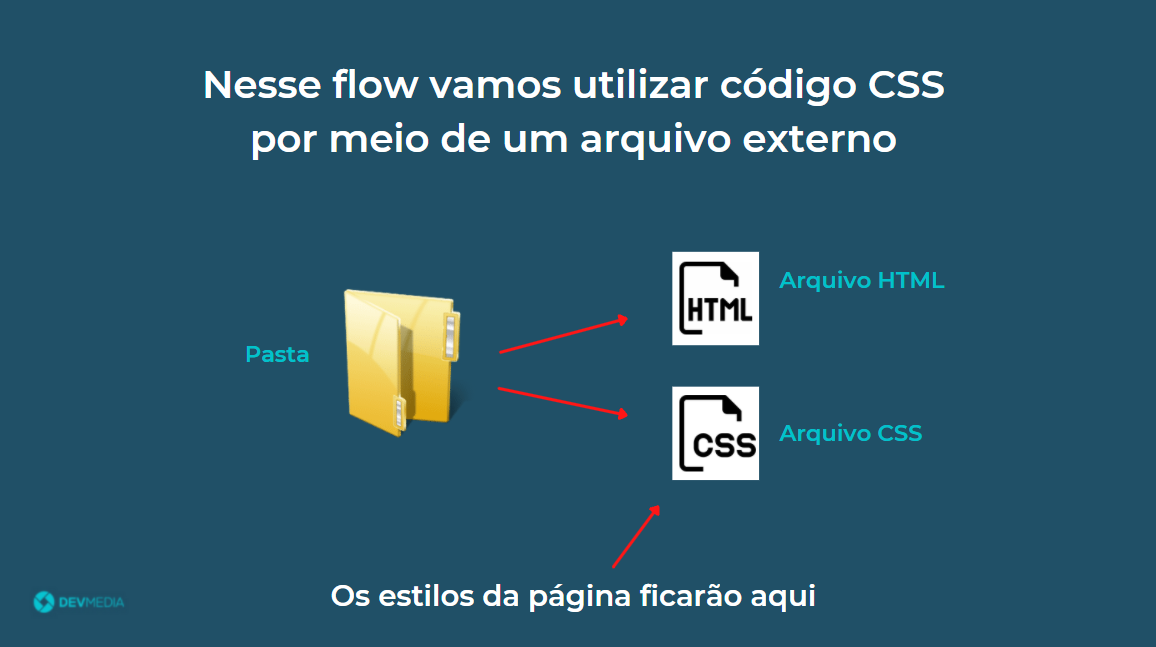 Nesse flow vamos utilizar código CSS
por meio de um arquivo externo
Pasta
HTML
Arquivo HTML
CSS
Arquivo CSS
Os estilos da página ficarão aqui
DEVMEDIA